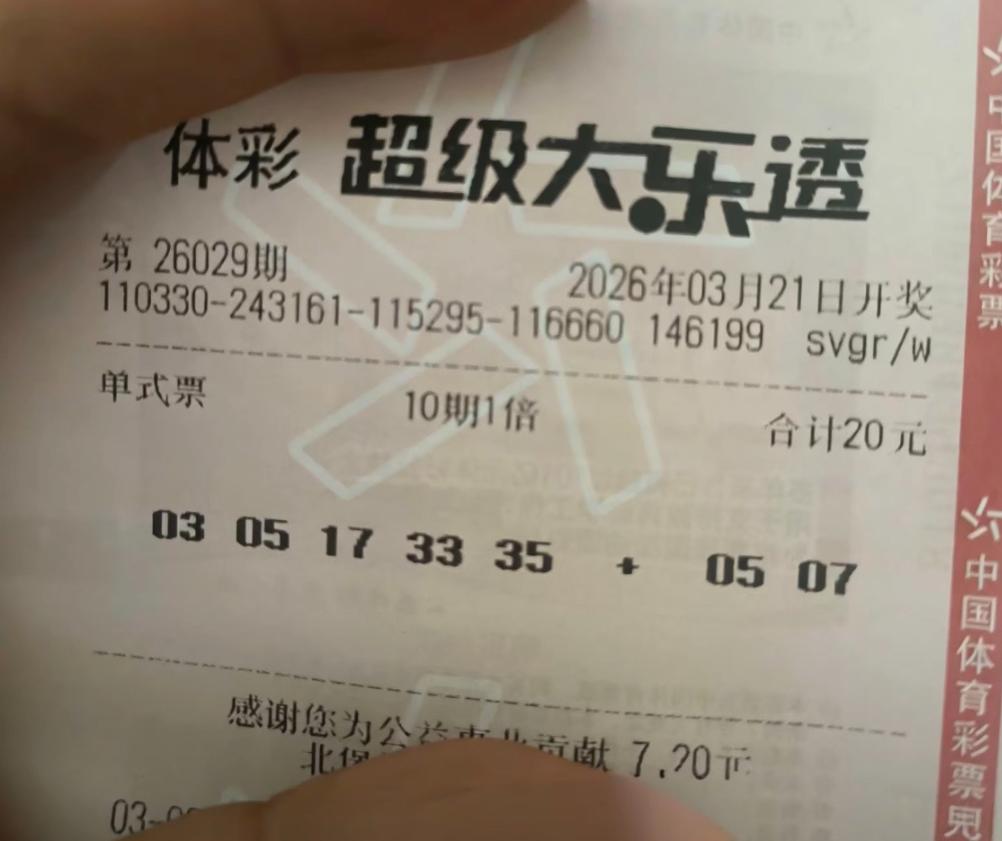 体彩 超级大乐透
第 26029期 2026年03月21日开奖
110330-243161-115295-116660 146199 svgr/w
单式票 10期1倍 合计20元
03 05 17 33 35 + 05 07
感谢您为公益事业贡献 7.20元
北堡
03-0
中国体育彩票
中国体育彩票